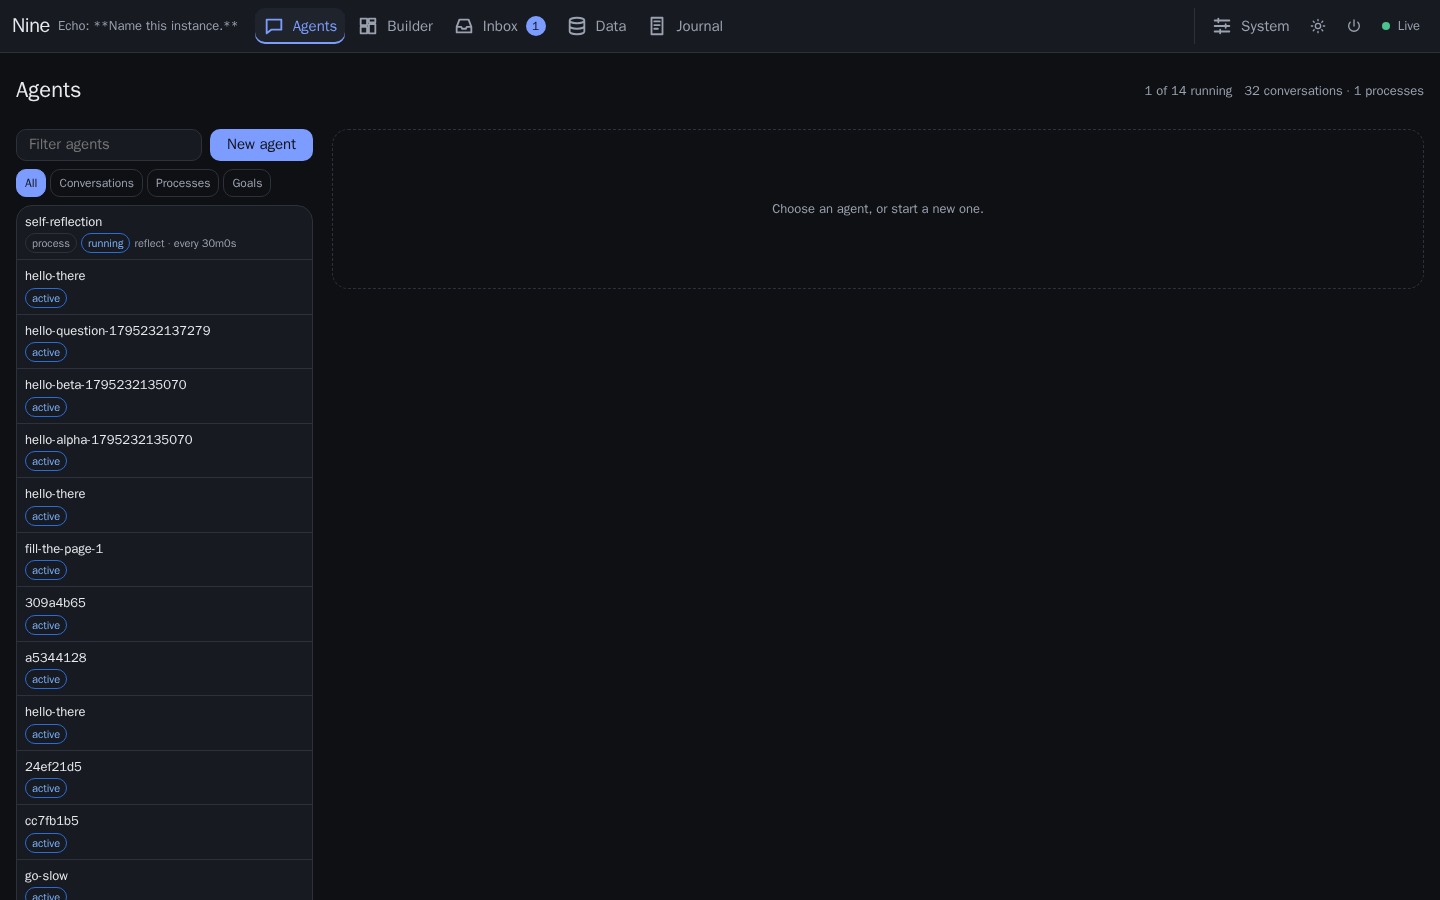 Nine Echo: **Name this instance.** Agents Builder Inbox 1 Data Journal System Live
Agents
1 of 14 running 32 conversations · 1 processes
Filter agents New agent
All Conversations Processes Goals
Choose an agent, or start a new one.
self-reflection
process running reflect · every 30m0s
hello-there
active
hello-question-1795232137279
active
hello-beta-1795232135070
active
hello-alpha-1795232135070
active
hello-there
active
fill-the-page-1
active
309a4b65
active
a5344128
active
hello-there
active
24ef21d5
active
cc7fb1b5
active
go-slow
active